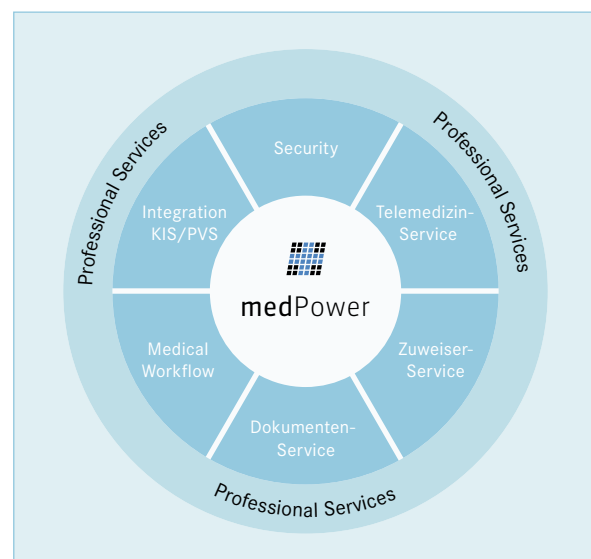 Professional Services
Professional Services
Security
Integration
KIS/PVS
Telemedizin-
Service
medPower
Medical
Workflow
Zuweiser-
Service
Dokumenten-
Service
Professional Services